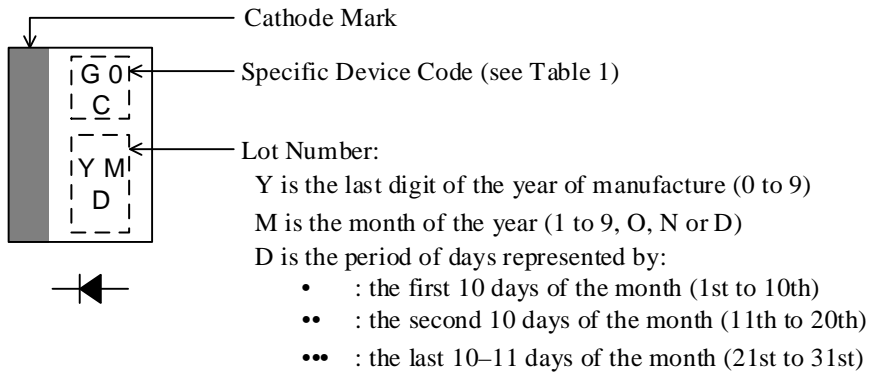 Cathode Mark
G 0
C
Specific Device Code (see Table 1)
Y M
D
Lot Number:
Y is the last digit of the year of manufacture (0 to 9)
M is the month of the year (1 to 9, O, N or D)
D is the period of days represented by:
• : the first 10 days of the month (1st to 10th)
•• : the second 10 days of the month (11th to 20th)
••• : the last 10–11 days of the month (21st to 31st)